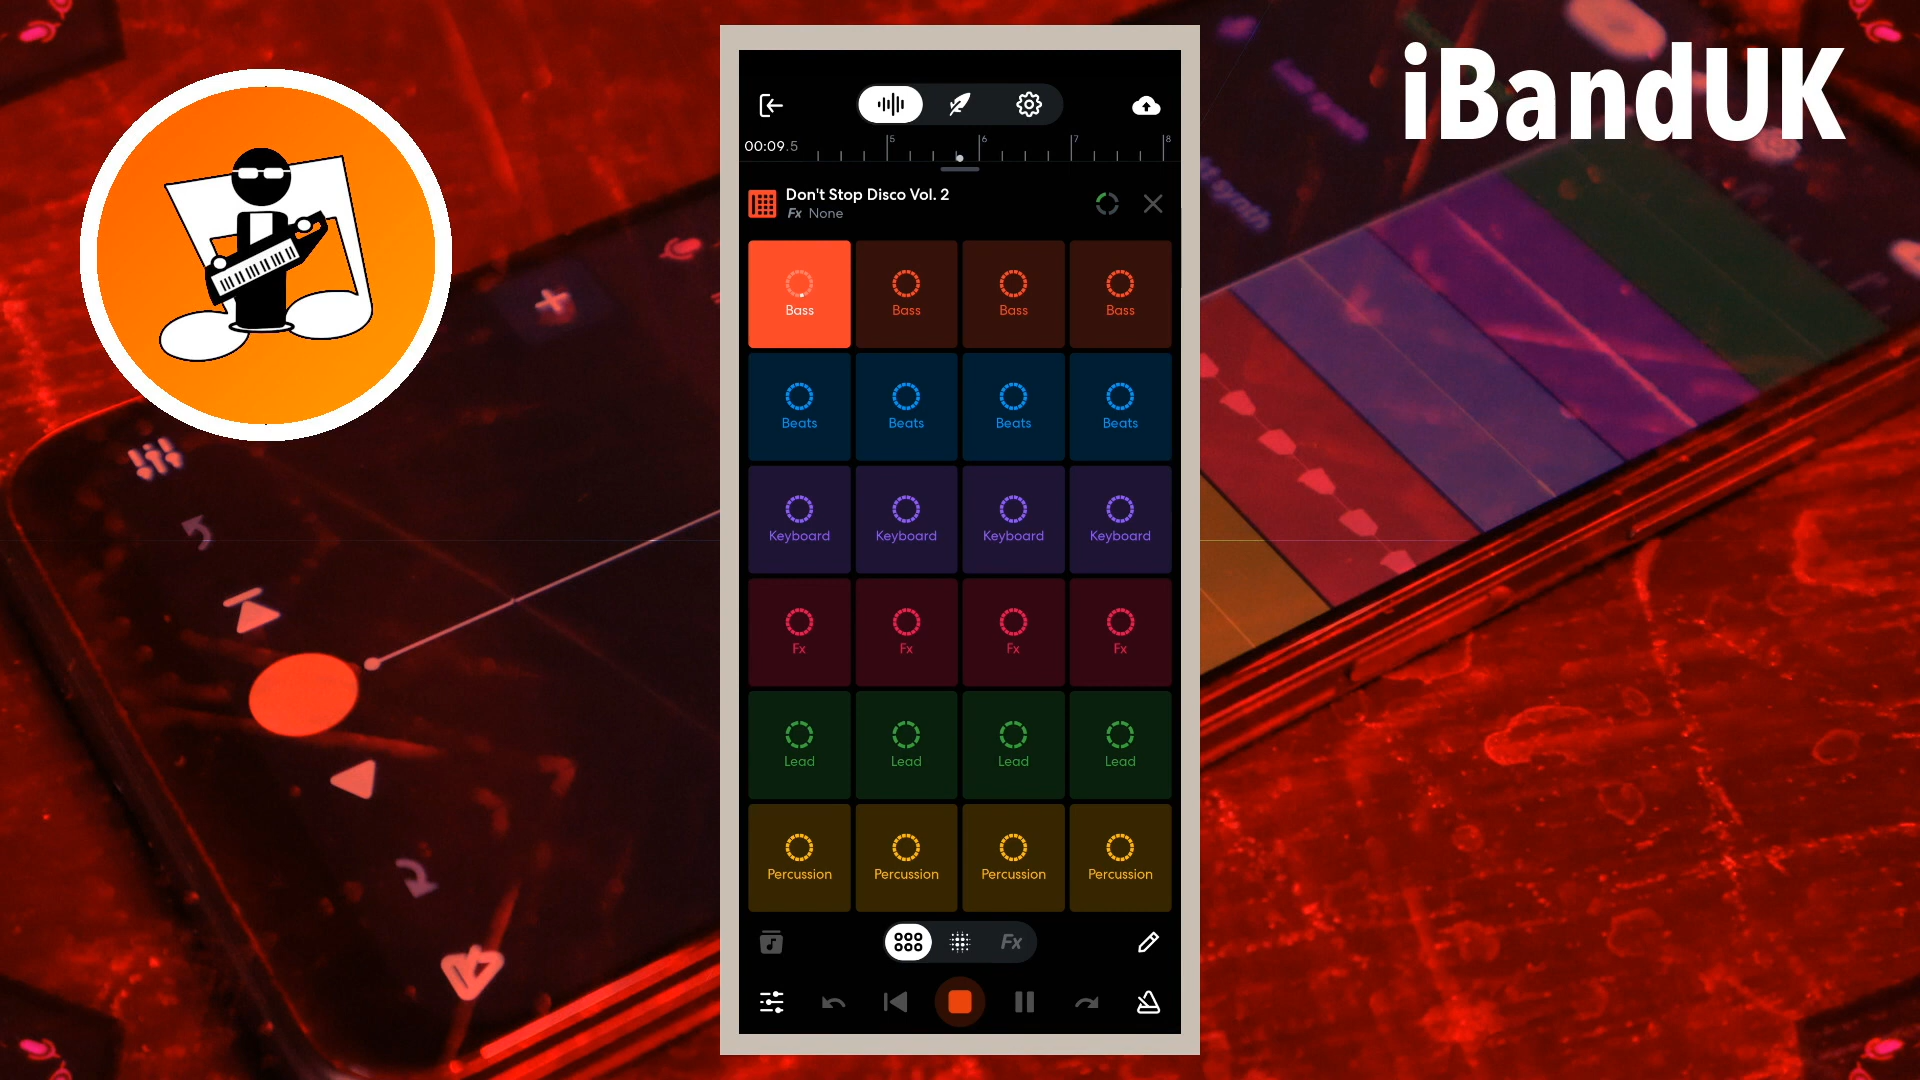 iBandUK
00:09.5
5 6 7 8
Don't Stop Disco Vol. 2
Fx None
Bass Bass Bass Bass
Beats Beats Beats Beats
Keyboard Keyboard Keyboard Keyboard
Fx Fx Fx Fx
Lead Lead Lead Lead
Percussion Percussion Percussion Percussion
Fx